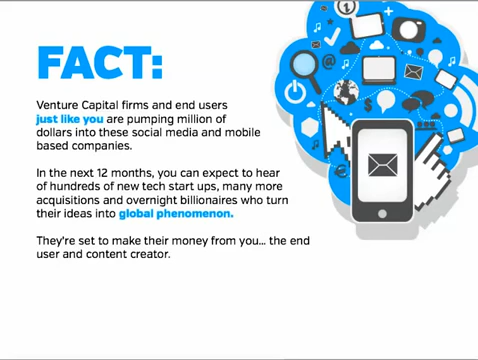 FACT:
Venture Capital firms and end users
just like you are pumping million of
dollars into these social media and mobile
based companies.
In the next 12 months, you can expect to hear
of hundreds of new tech start ups, many more
acquisitions and overnight billionaires who turn
their ideas into global phenomenon.
They're set to make their money from you... the end
user and content creator.